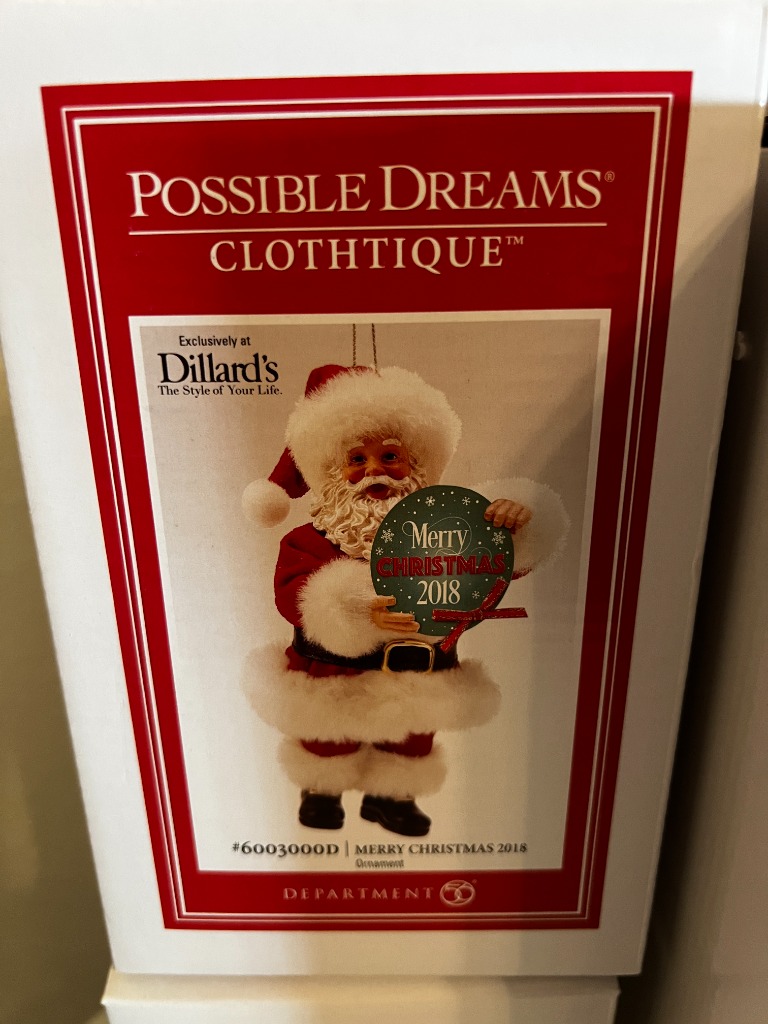 POSSIBLE DREAMS®
CLOTHTIQUE™
Exclusively at
Dillard's
The Style of Your Life.
Merry
CHRISTMAS
2018
#6003000D | MERRY CHRISTMAS 2018
Ornament
DEPARTMENT 56®